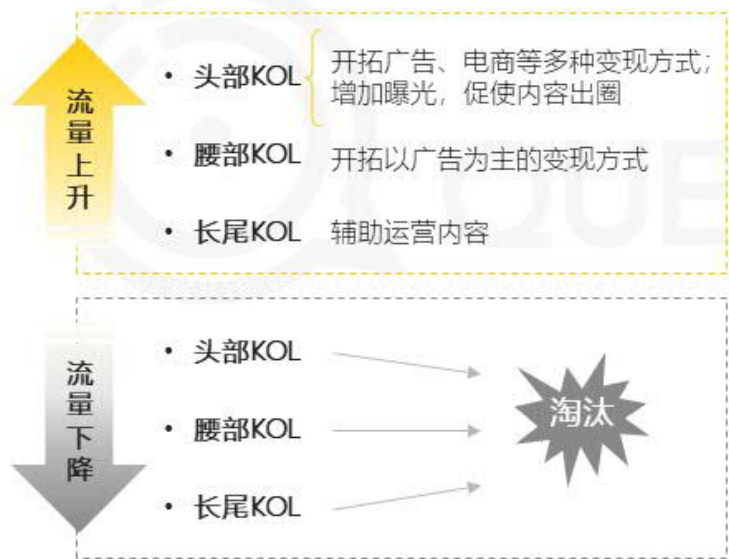 流量上升
• 头部KOL
开拓广告、电商等多种变现方式；
增加曝光，促使内容出圈
• 腰部KOL 开拓以广告为主的变现方式
• 长尾KOL 辅助运营内容
流量下降
• 头部KOL
• 腰部KOL
• 长尾KOL
淘汰
QUE